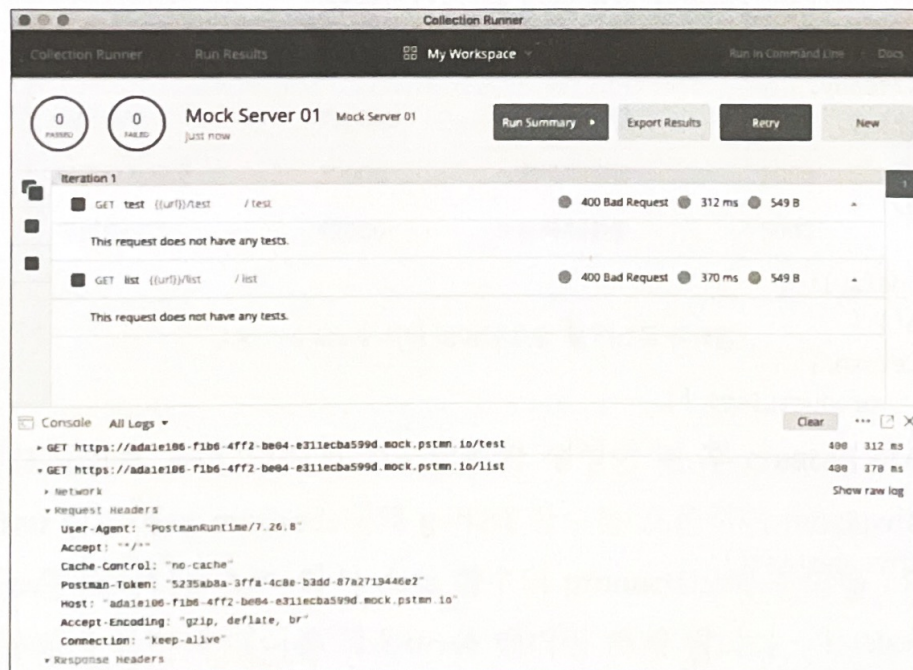 Collection Runner
Collection Runner Run Results My Workspace Run In Command Line Docs
0 PASSED 0 FAILED Mock Server 01 Mock Server 01 Run Summary Export Results Retry New
just now
Iteration 1 1
GET test {{url}}/test / test 400 Bad Request 312 ms 549 B
This request does not have any tests.
GET list {{url}}/list / list 400 Bad Request 370 ms 549 B
This request does not have any tests.
Console All Logs Clear
GET https://ada1e106-f1b6-4ff2-be04-e311ecba599d.mock.pstmn.io/test 400 312 ms
GET https://ada1e106-f1b6-4ff2-be04-e311ecba599d.mock.pstmn.io/list 400 370 ms
Network Show raw log
Request Headers
User-Agent: "PostmanRuntime/7.26.8"
Accept: "*/*"
Cache-Control: "no-cache"
Postman-Token: "5235ab8a-3ffa-4c8e-b3dd-87a2719446e2"
Host: "ada1e106-f1b6-4ff2-be04-e311ecba599d.mock.pstmn.io"
Accept-Encoding: "gzip, deflate, br"
Connection: "keep-alive"
Response Headers